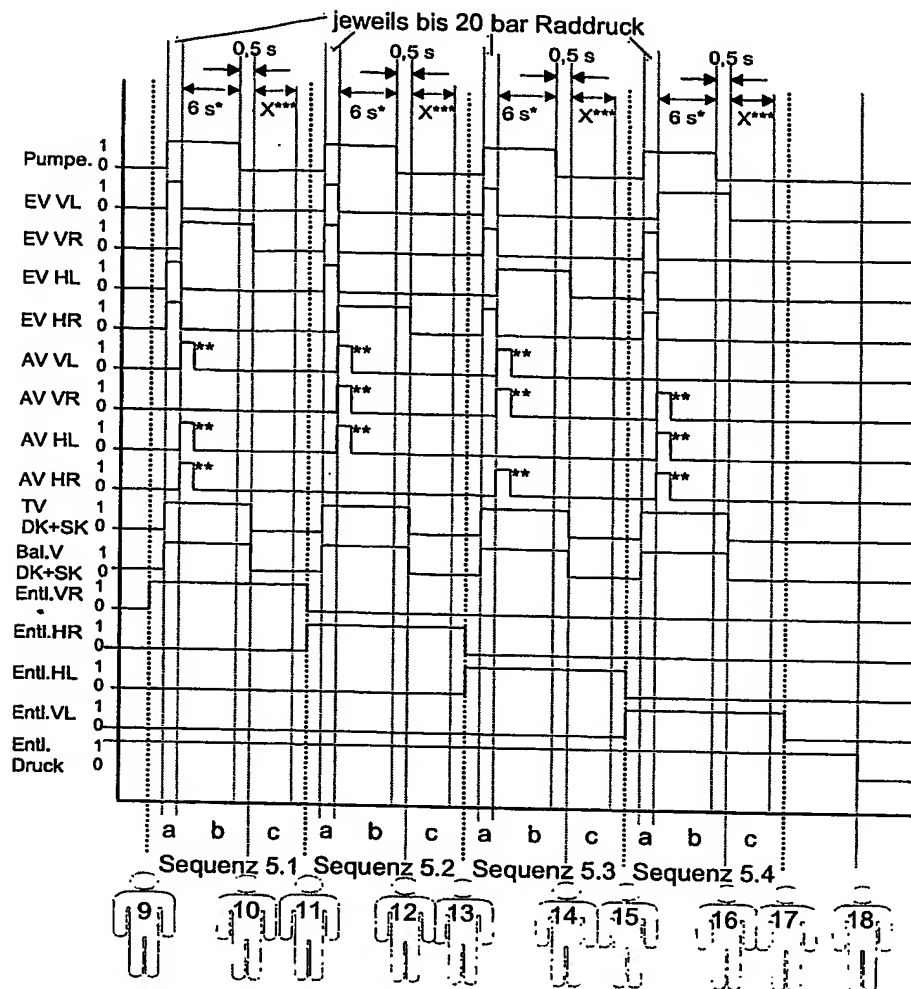 jeweils bis 20 bar Raddruck
0,5 s 0,5 s 0,5 s 0,5 s
6 s* X*** 6 s* X*** 6 s* X*** 6 s* X***
Pumpe. 1 0
EV VL 1 0
EV VR 1 0
EV HL 1 0
EV HR 1 0
AV VL 1 0 ** ** **
AV VR 1 0 ** ** **
AV HL 1 0 ** ** **
AV HR 1 0 ** ** **
TV 1
DK+SK 0
Bal.V 1
DK+SK 0
Entl.VR 1 0
Entl.HR 1 0
Entl.HL 1 0
Entl.VL 1 0
Entl. 1
Druck 0
a b c a b c a b c a b c
Sequenz 5.1 Sequenz 5.2 Sequenz 5.3 Sequenz 5.4
9 10 11 12 13 14 15 16 17 18